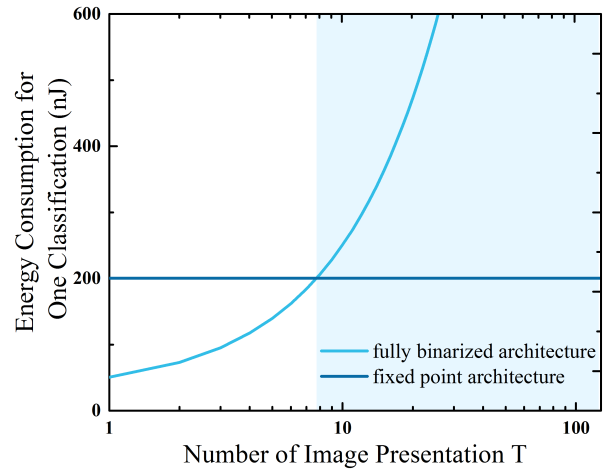 600
400
200
0
Energy Consumption for
One Classification (nJ)
fully binarized architecture
fixed point architecture
1
10
100
Number of Image Presentation T